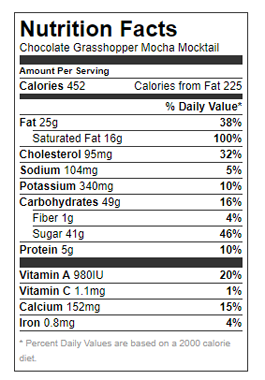 Nutrition Facts
Chocolate Grasshopper Mocha Mocktail
Amount Per Serving
Calories 452 Calories from Fat 225
% Daily Value*
Fat 25g 38%
Saturated Fat 16g 100%
Cholesterol 95mg 32%
Sodium 104mg 5%
Potassium 340mg 10%
Carbohydrates 49g 16%
Fiber 1g 4%
Sugar 41g 46%
Protein 5g 10%
Vitamin A 980IU 20%
Vitamin C 1.1mg 1%
Calcium 152mg 15%
Iron 0.8mg 4%
* Percent Daily Values are based on a 2000 calorie
diet.